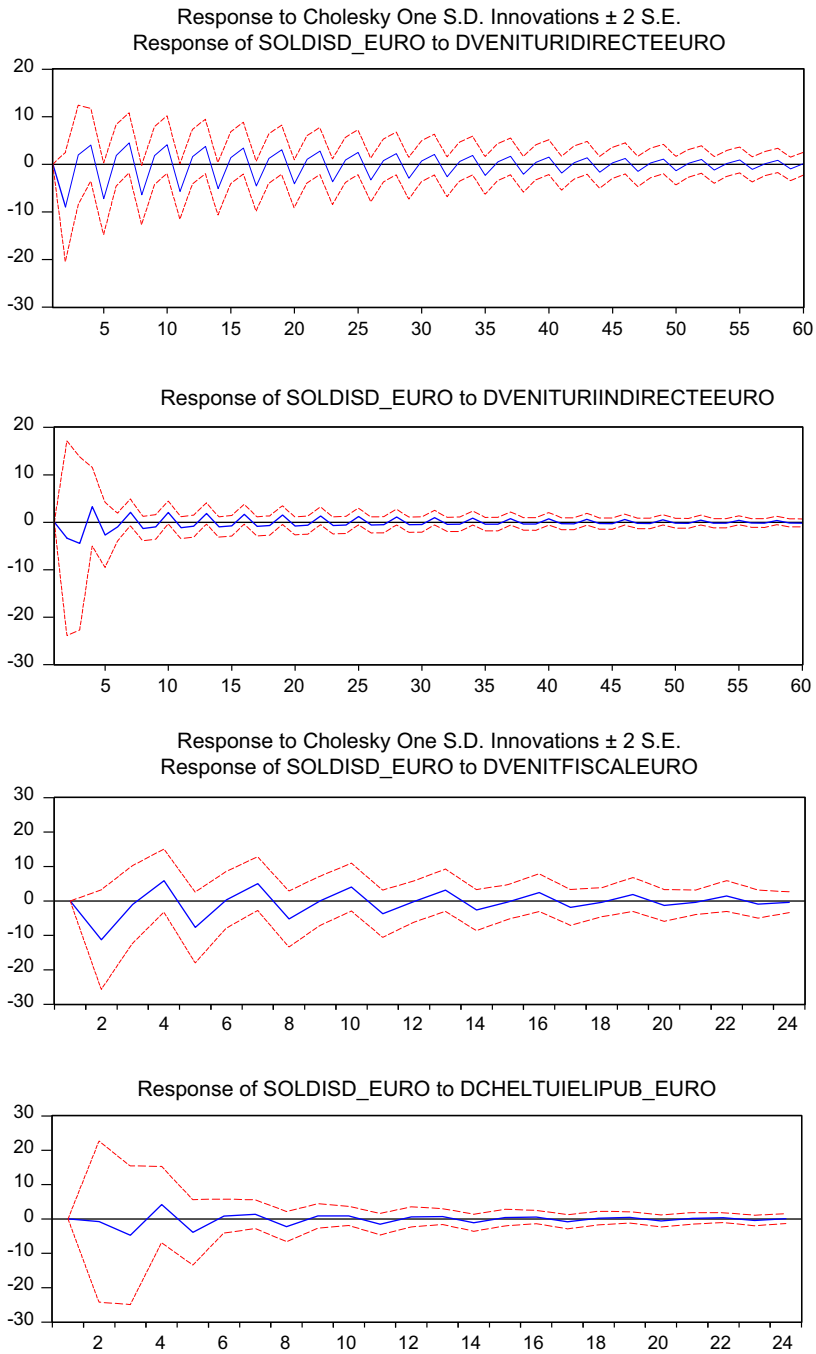 Response to Cholesky One S.D. Innovations ± 2 S.E.
Response of SOLDISD_EURO to DVENITURIDIRECTEEURO
20
10
0
-10
-20
-30
5 10 15 20 25 30 35 40 45 50 55 60
Response of SOLDISD_EURO to DVENITURIINDIRECTEEURO
20
10
0
-10
-20
-30
5 10 15 20 25 30 35 40 45 50 55 60
Response to Cholesky One S.D. Innovations ± 2 S.E.
Response of SOLDISD_EURO to DVENITFISCALEURO
30
20
10
0
-10
-20
-30
2 4 6 8 10 12 14 16 18 20 22 24
Response of SOLDISD_EURO to DCHELTUIELIPUB_EURO
30
20
10
0
-10
-20
-30
2 4 6 8 10 12 14 16 18 20 22 24